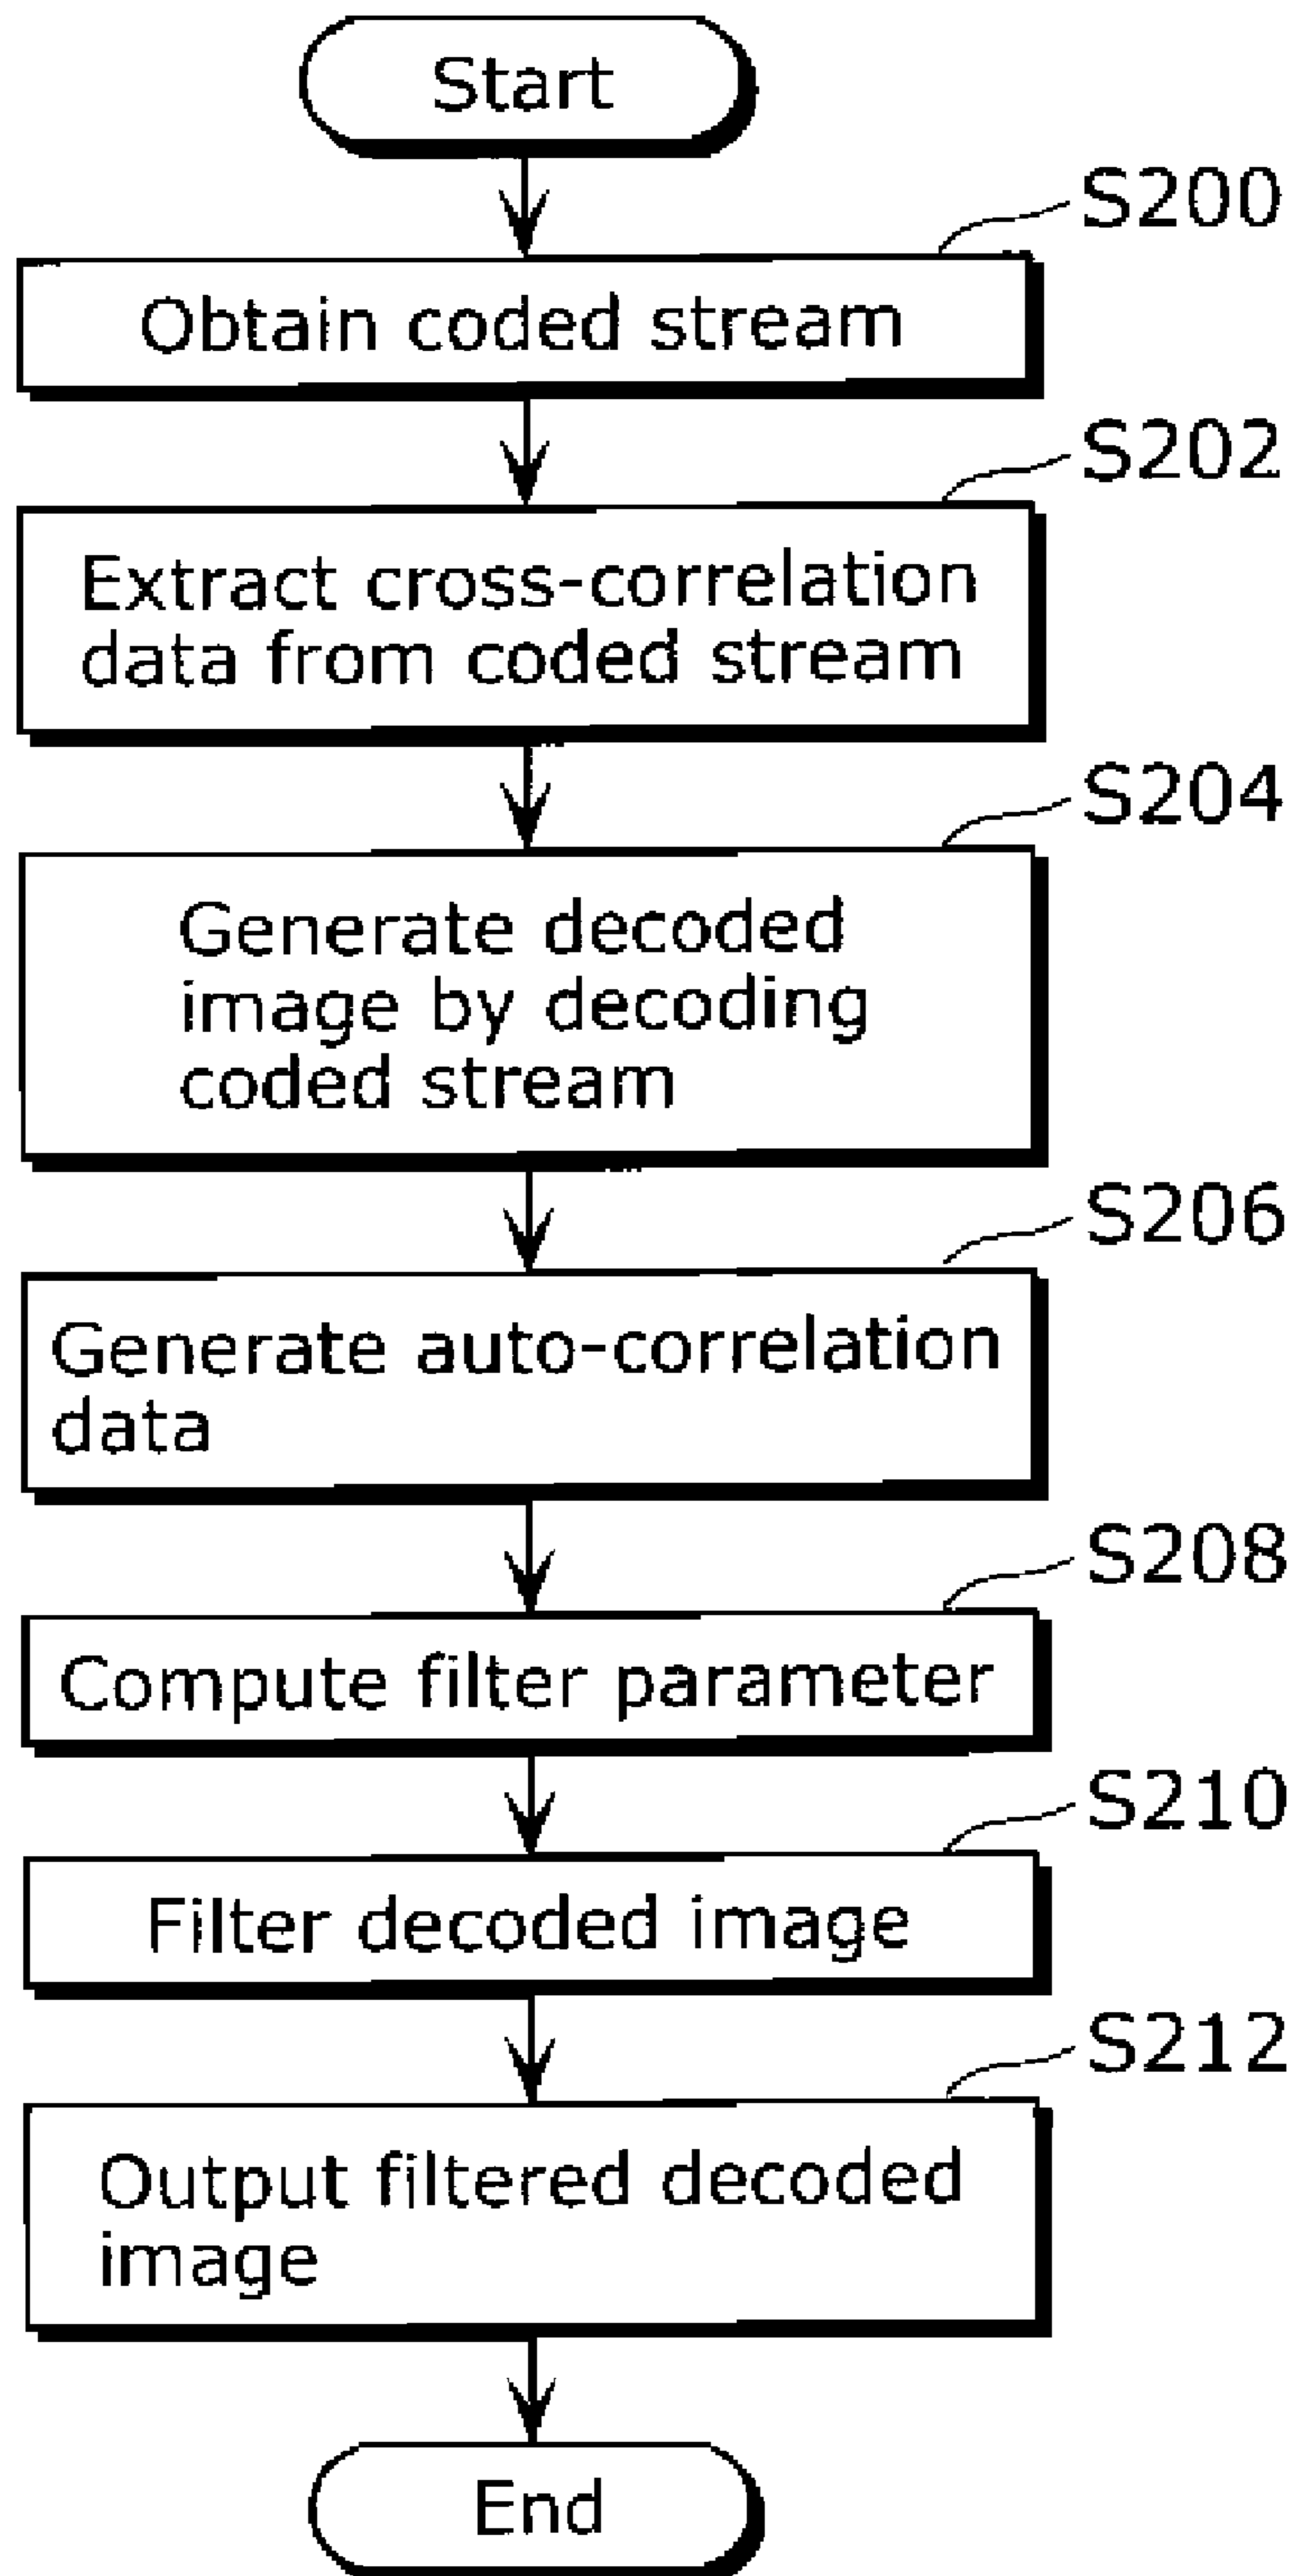 Start
S200
Obtain coded stream
S202
Extract cross-correlation
data from coded stream
S204
Generate decoded
image by decoding
coded stream
S206
Generate auto-correlation
data
S208
Compute filter parameter
S210
Filter decoded image
S212
Output filtered decoded
image
End